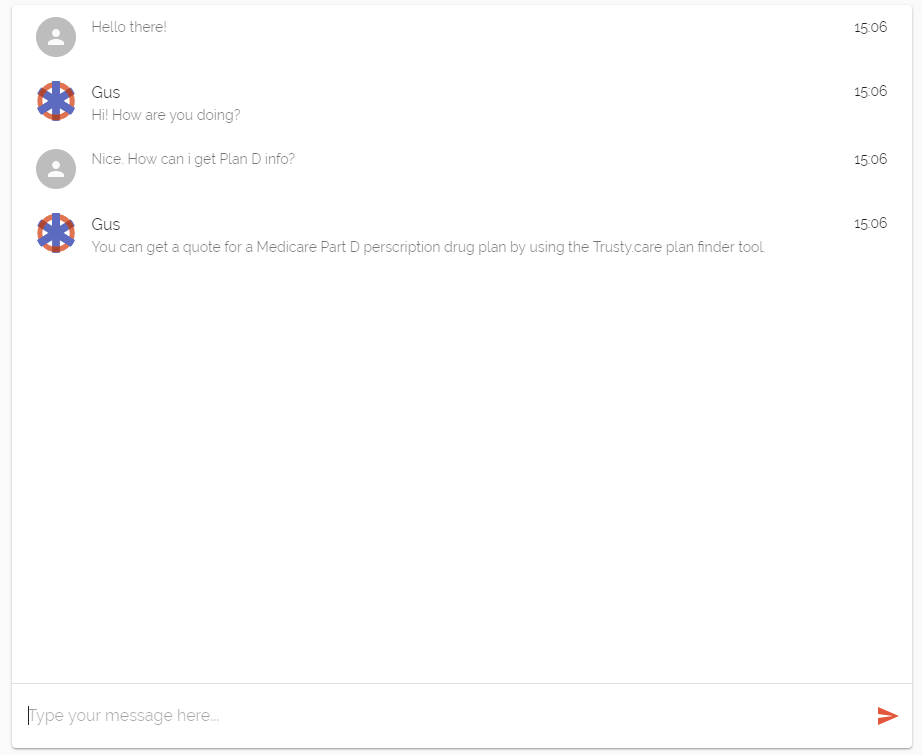 Hello there!
15:06
Gus
15:06
Hi! How are you doing?
Nice. How can i get Plan D info?
15:06
Gus
15:06
You can get a quote for a Medicare Part D perscription drug plan by using the Trusty.care plan finder tool.
Type your message here...